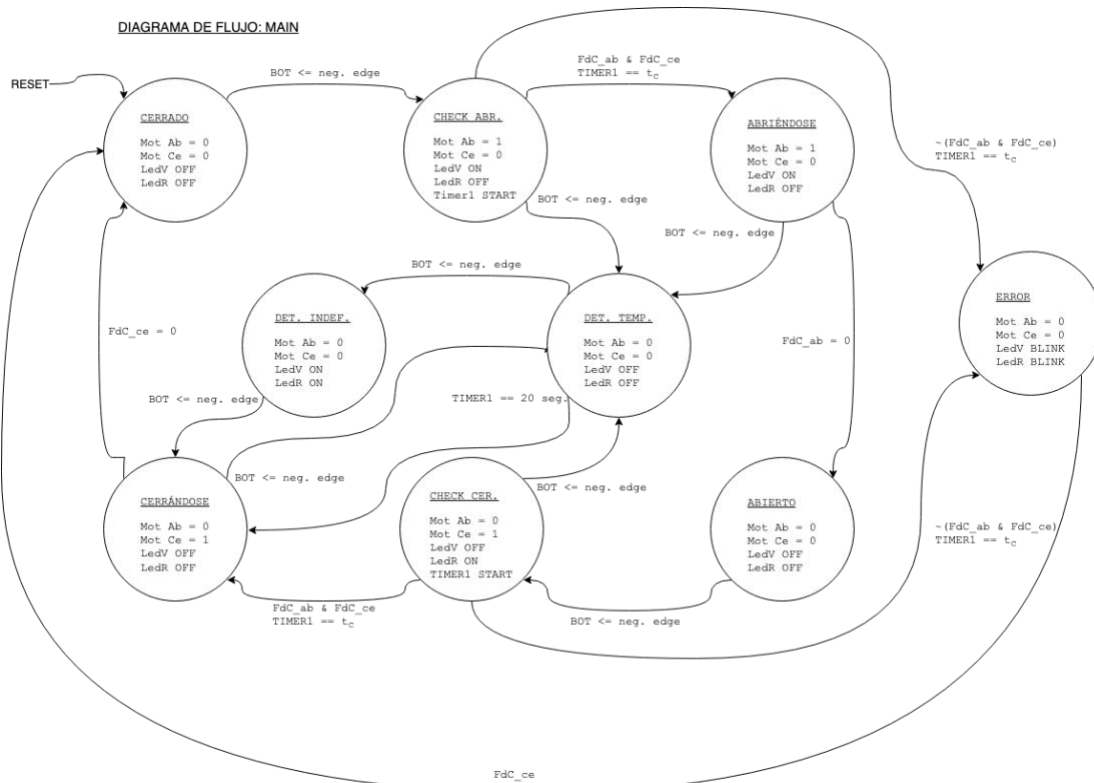 DIAGRAMA DE FLUJO: MAIN
RESET
BOT <= neg. edge
FdC_ab & FdC_ce
TIMER1 == t_C
CERRADO
Mot Ab = 0
Mot Ce = 0
LedV OFF
LedR OFF
CHECK ABR.
Mot Ab = 1
Mot Ce = 0
LedV ON
LedR OFF
Timer1 START
ABRIÉNDOSE
Mot Ab = 1
Mot Ce = 0
LedV ON
LedR OFF
~(FdC_ab & FdC_ce)
TIMER1 == t_C
BOT <= neg. edge
BOT <= neg. edge
BOT <= neg. edge
FdC_ce = 0
DET. INDEF.
Mot Ab = 0
Mot Ce = 0
LedV ON
LedR ON
DET. TEMP.
Mot Ab = 0
Mot Ce = 0
LedV OFF
LedR OFF
FdC_ab = 0
ERROR
Mot Ab = 0
Mot Ce = 0
LedV BLINK
LedR BLINK
BOT <= neg. edge
TIMER1 == 20 seg.
BOT <= neg. edge
BOT <= neg. edge
CERRÁNDOSE
Mot Ab = 0
Mot Ce = 1
LedV OFF
LedR OFF
CHECK CER.
Mot Ab = 0
Mot Ce = 1
LedV OFF
LedR ON
TIMER1 START
ABIERTO
Mot Ab = 0
Mot Ce = 0
LedV OFF
LedR OFF
~(FdC_ab & FdC_ce)
TIMER1 == t_C
FdC_ab & FdC_ce
TIMER1 == t_C
BOT <= neg. edge
FdC_ce